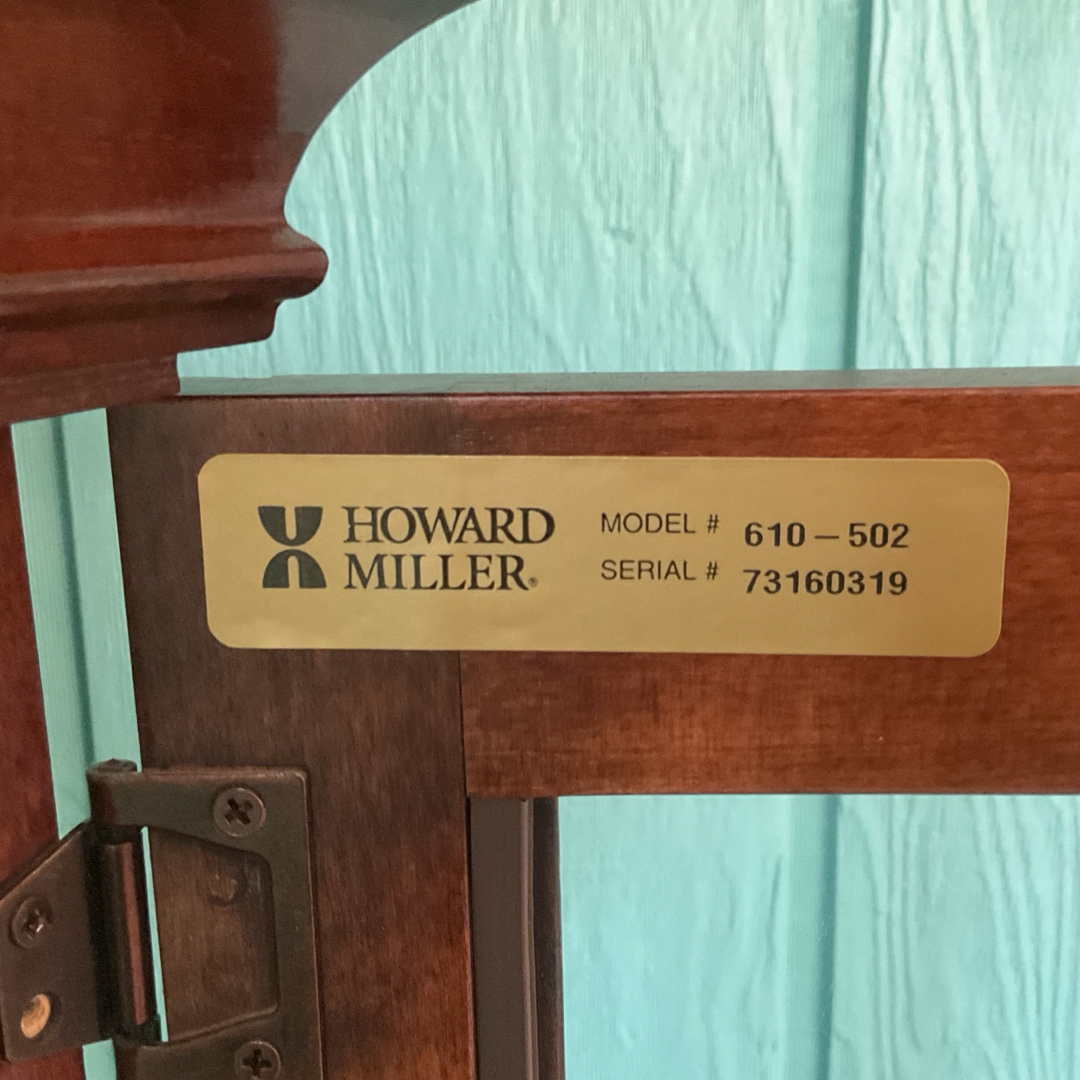 HOWARD
MILLER®
MODEL # 610 – 502
SERIAL # 73160319